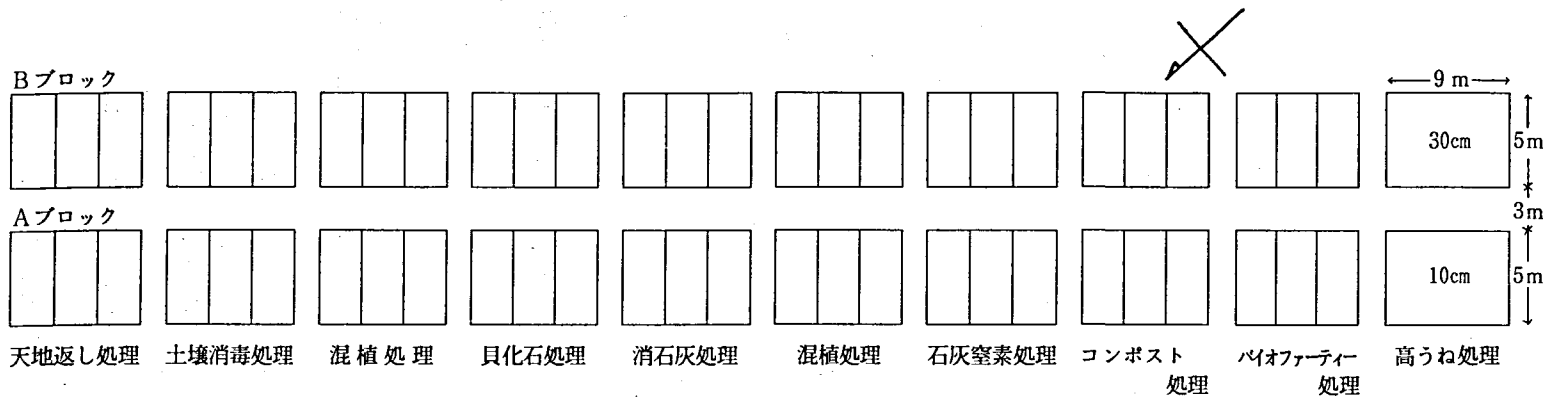 Bブロック
9m
30cm
5m
3m
Aブロック
10cm
5m
天地返し処理
土壌消毒処理
混植処理
貝化石処理
消石灰処理
混植処理
石灰窒素処理
コンポスト
処理
バイオファーティー
処理
高うね処理